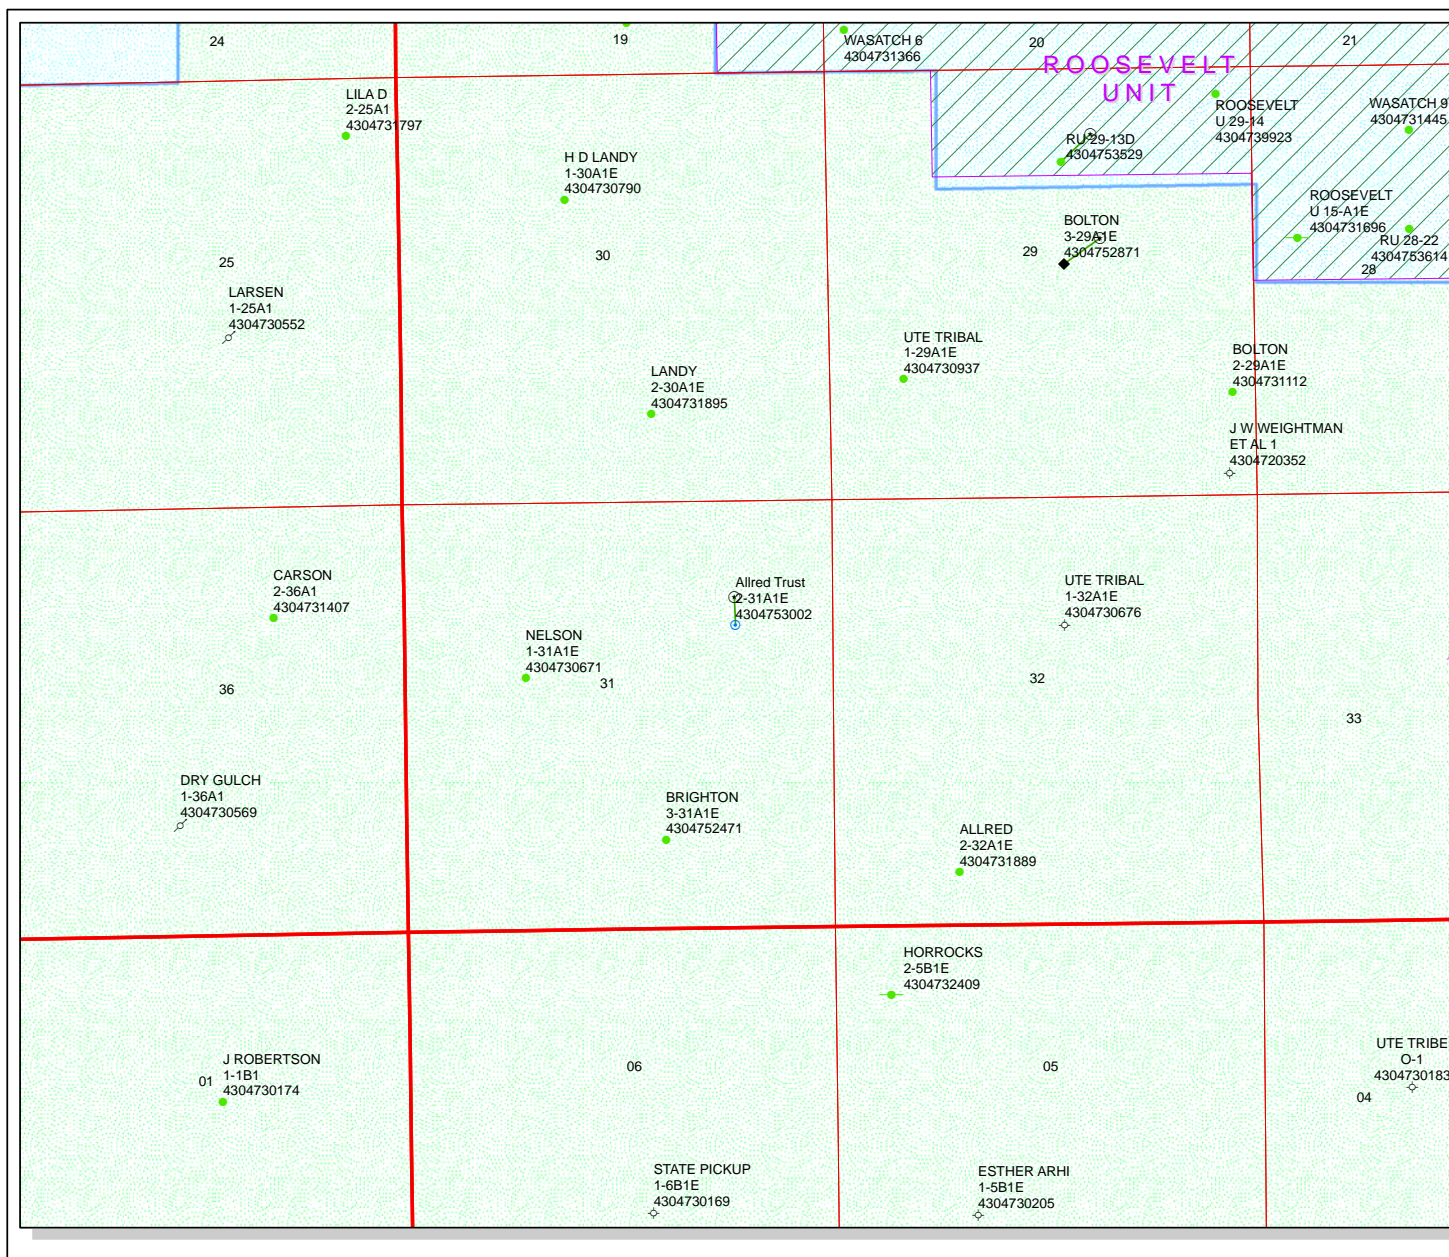 24
19
WASATCH 6
4304731366
20
21
ROOSEVELT
UNIT
LILA D
2-25A1
4304731797
ROOSEVELT
U 29-14
4304739923
WASATCH 9
4304731445
RU 29-13D
4304753529
H D LANDY
1-30A1E
4304730790
ROOSEVELT
U 15-A1E
4304731696
RU 28-22
4304753614
28
BOLTON
3-29A1E
4304752871
29
30
25
LARSEN
1-25A1
4304730552
UTE TRIBAL
1-29A1E
4304730937
BOLTON
2-29A1E
4304731112
LANDY
2-30A1E
4304731895
J W WEIGHTMAN
ET AL 1
4304720352
CARSON
2-36A1
4304731407
Allred Trust
2-31A1E
4304753002
UTE TRIBAL
1-32A1E
4304730676
NELSON
1-31A1E
4304730671
31
32
36
33
DRY GULCH
1-36A1
4304730569
BRIGHTON
3-31A1E
4304752471
ALLRED
2-32A1E
4304731889
HORROCKS
2-5B1E
4304732409
J ROBERTSON
1-1B1
4304730174
01
06
05
UTE TRIBE
O-1
4304730183
04
STATE PICKUP
1-6B1E
4304730169
ESTHER ARHI
1-5B1E
4304730205